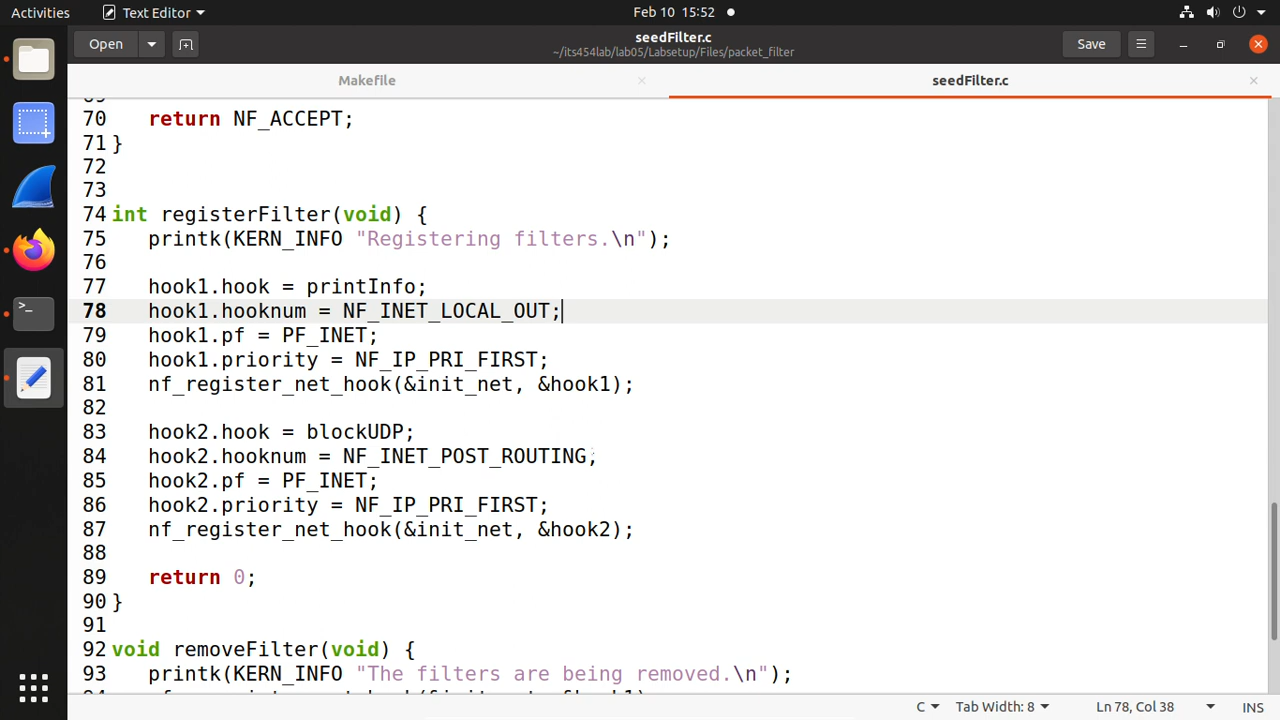 Activities Text Editor Feb 10 15:52
Open seedFilter.c Save
~/its454lab/lab05/Labsetup/Files/packet_filter
Makefile seedFilter.c
70 return NF_ACCEPT;
71 }
72
73
74 int registerFilter(void) {
75 printk(KERN_INFO "Registering filters.\n");
76
77 hook1.hook = printInfo;
78 hook1.hooknum = NF_INET_LOCAL_OUT;
79 hook1.pf = PF_INET;
80 hook1.priority = NF_IP_PRI_FIRST;
81 nf_register_net_hook(&init_net, &hook1);
82
83 hook2.hook = blockUDP;
84 hook2.hooknum = NF_INET_POST_ROUTING;
85 hook2.pf = PF_INET;
86 hook2.priority = NF_IP_PRI_FIRST;
87 nf_register_net_hook(&init_net, &hook2);
88
89 return 0;
90 }
91
92 void removeFilter(void) {
93 printk(KERN_INFO "The filters are being removed.\n");
C Tab Width: 8 Ln 78, Col 38 INS